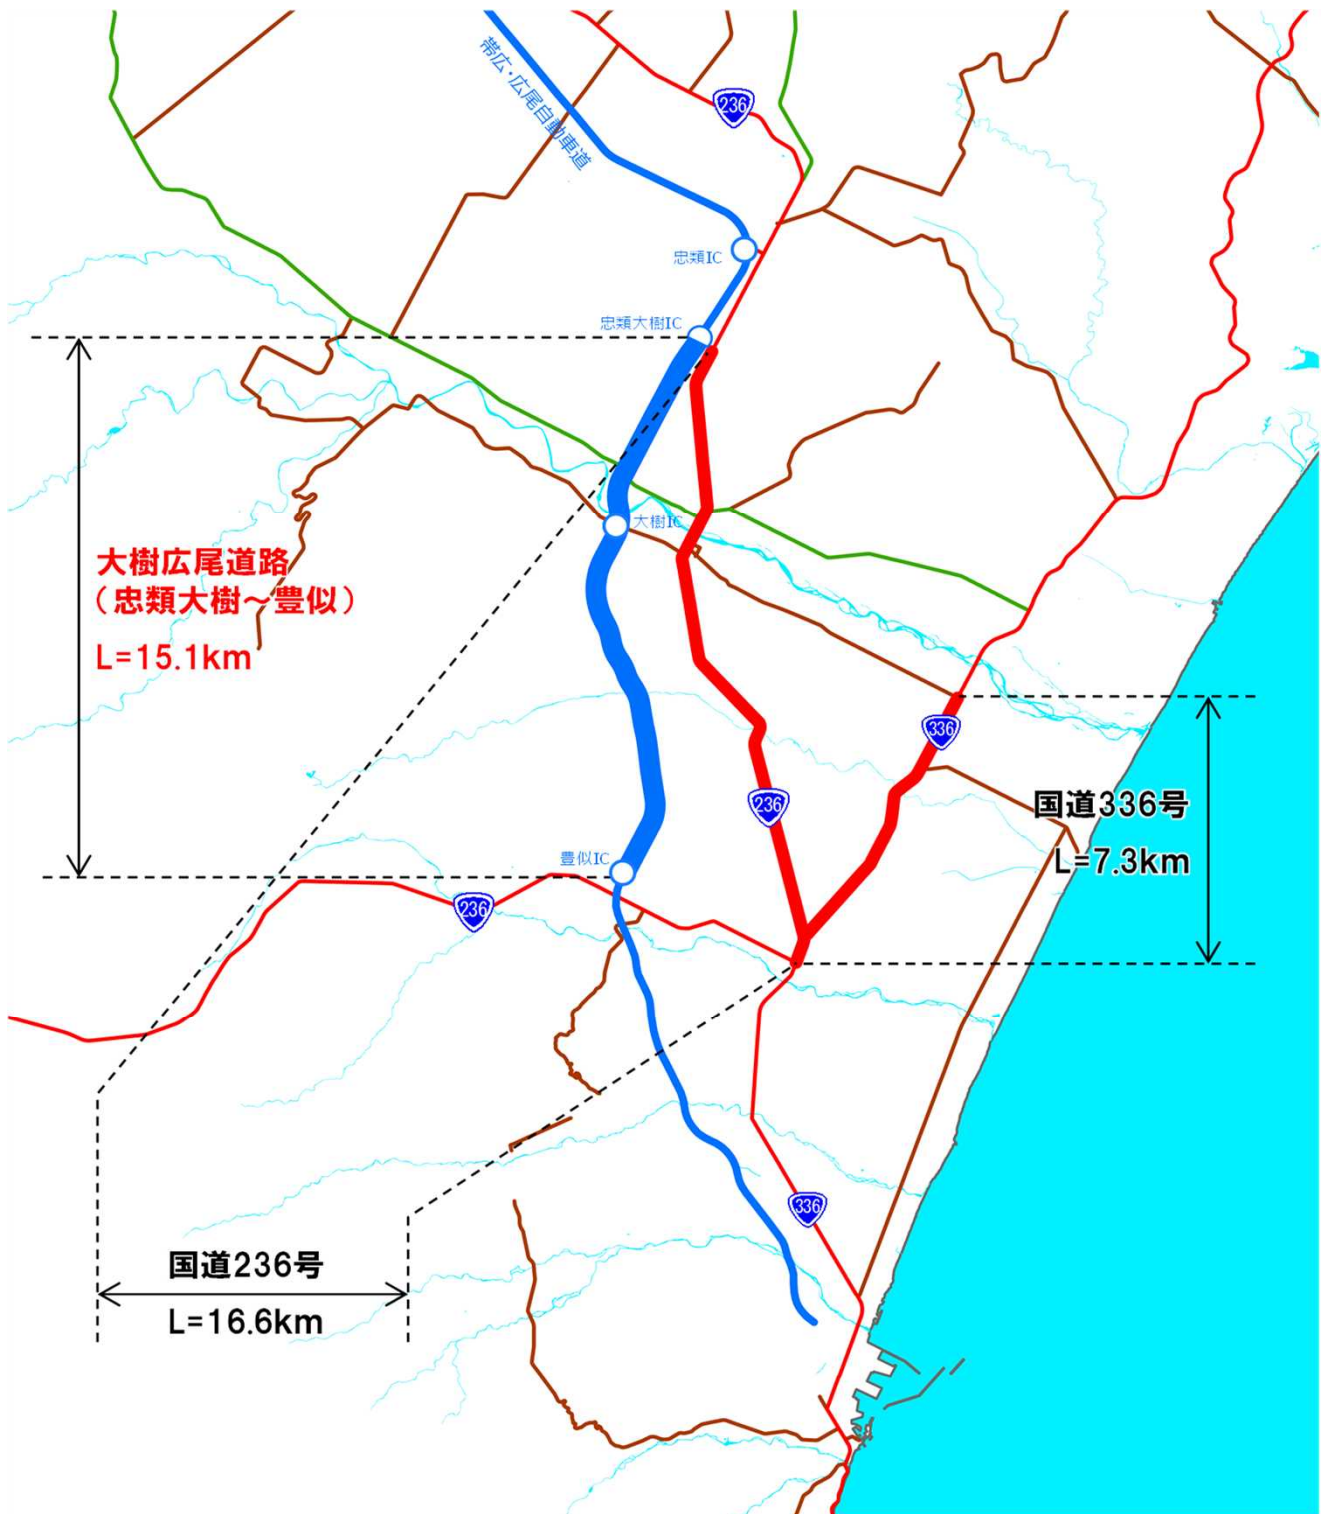 帯広・広尾自動車道
236
忠類IC
忠類大樹IC
大樹IC
大樹広尾道路
（忠類大樹～豊似）
L=15.1km
336
236
国道336号
L=7.3km
豊似IC
236
336
国道236号
L=16.6km